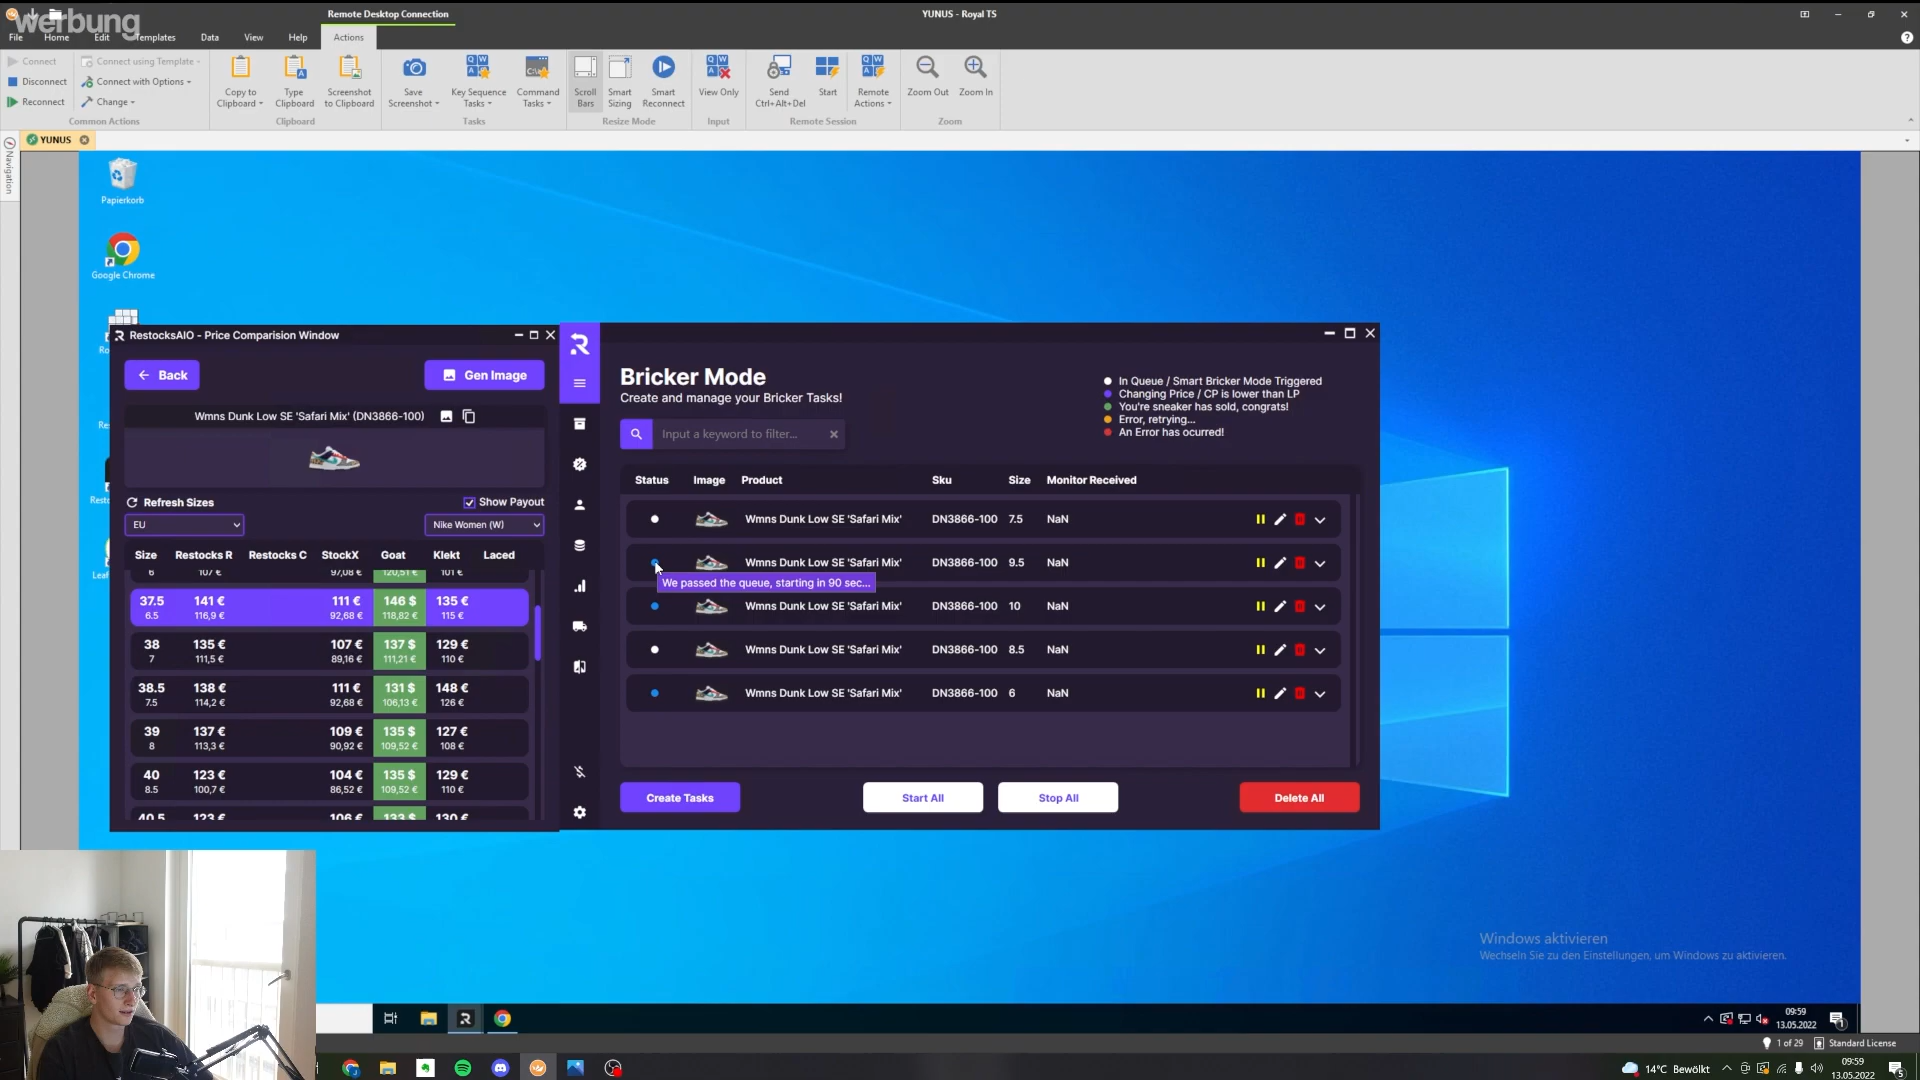 werbung
Remote Desktop Connection
YUNUS - Royal TS
File
Home
Edit
Templates
Data
View
Help
Actions
Connect
Disconnect
Reconnect
Connect using Template
Connect with Options
Change
Common Actions
Copy to Clipboard
Type Clipboard
Screenshot to Clipboard
Clipboard
Save Screenshot
Key Sequence Tasks
Command Tasks
Tasks
Scroll Bars
Smart Sizing
Smart Reconnect
Resize Mode
View Only
Input
Send Ctrl+Alt+Del
Start
Remote Actions
Remote Session
Zoom Out
Zoom In
Zoom
YUNUS
Navigation
Papierkorb
Google Chrome
RestocksAIO - Price Comparision Window
Back
Gen Image
Wmns Dunk Low SE 'Safari Mix' (DN3866-100)
Refresh Sizes
Show Payout
EU
Nike Women (W)
Size Restocks R Restocks C StockX Goat Klekt Laced
6 107 € 97,08 € 120,51 € 101 €
37.5 141 € 111 € 146 $ 135 €
6.5 116,9 € 92,68 € 118,82 € 115 €
38 135 € 107 € 137 $ 129 €
7 111,5 € 89,16 € 111,21 € 110 €
38.5 138 € 111 € 131 $ 148 €
7.5 114,2 € 92,68 € 106,13 € 126 €
39 137 € 109 € 135 $ 127 €
8 113,3 € 90,92 € 109,52 € 108 €
40 123 € 104 € 135 $ 129 €
8.5 100,7 € 86,52 € 109,52 € 110 €
40.5 123 € 106 € 133 $ 130 €
Bricker Mode
Create and manage your Bricker Tasks!
In Queue / Smart Bricker Mode Triggered
Changing Price / CP is lower than LP
You're sneaker has sold, congrats!
Error, retrying...
An Error has ocurred!
Input a keyword to filter...
Status Image Product Sku Size Monitor Received
Wmns Dunk Low SE 'Safari Mix' DN3866-100 7.5 NaN
Wmns Dunk Low SE 'Safari Mix' DN3866-100 9.5 NaN
We passed the queue, starting in 90 sec...
Wmns Dunk Low SE 'Safari Mix' DN3866-100 10 NaN
Wmns Dunk Low SE 'Safari Mix' DN3866-100 8.5 NaN
Wmns Dunk Low SE 'Safari Mix' DN3866-100 6 NaN
Create Tasks
Start All
Stop All
Delete All
Windows aktivieren
Wechseln Sie zu den Einstellungen, um Windows zu aktivieren.
09:59
13.05.2022
1 of 29
Standard License
14°C Bewölkt
09:59
13.05.2022